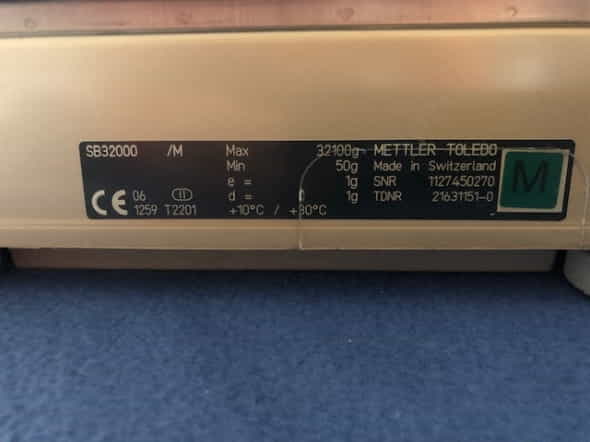 SB32000 /M Max 32100g METTLER TOLEDO
Min 50g Made in Switzerland
e = 1g SNR 1127450270
CE 06 II d = 1g TDNR 21631151-0
1259 T2201 +10°C / +30°C
M